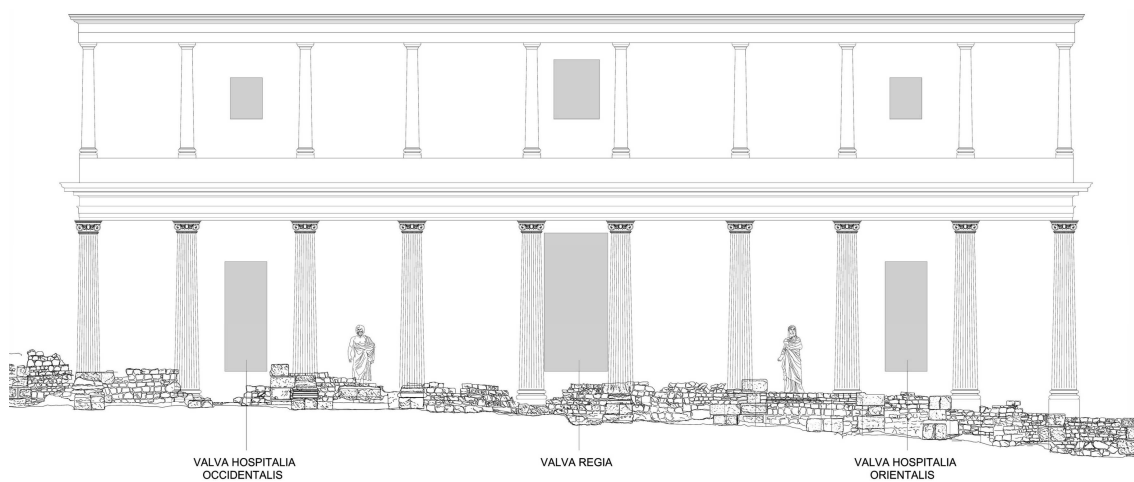 VALVA HOSPITALIA
OCCIDENTALIS
VALVA REGIA
VALVA HOSPITALIA
ORIENTALIS